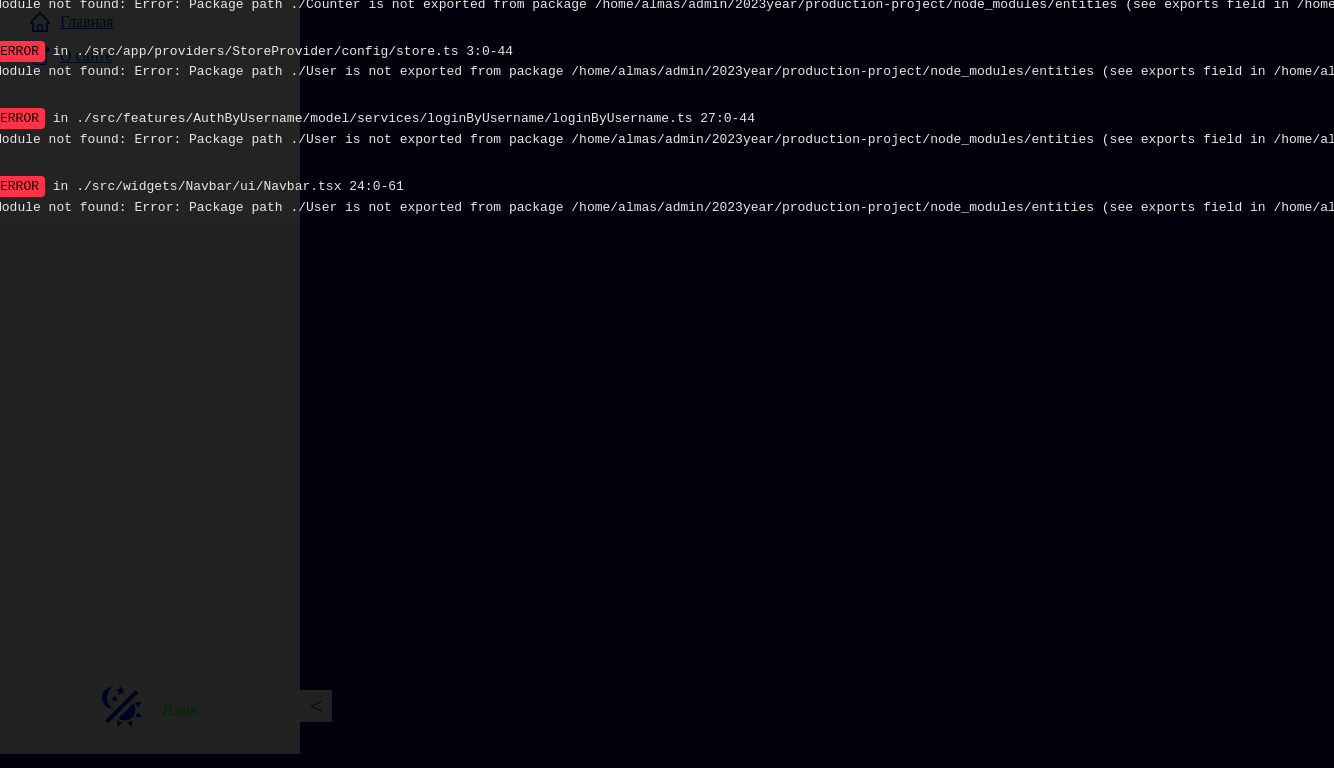 Module not found: Error: Package path ./Counter is not exported from package /home/almas/admin/2023year/production-project/node_modules/entities (see exports field in /home
Главная
ERROR in ./src/app/providers/StoreProvider/config/store.ts 3:0-44
О сайте
Module not found: Error: Package path ./User is not exported from package /home/almas/admin/2023year/production-project/node_modules/entities (see exports field in /home/al
ERROR in ./src/features/AuthByUsername/model/services/loginByUsername/loginByUsername.ts 27:0-44
Module not found: Error: Package path ./User is not exported from package /home/almas/admin/2023year/production-project/node_modules/entities (see exports field in /home/al
ERROR in ./src/widgets/Navbar/ui/Navbar.tsx 24:0-61
Module not found: Error: Package path ./User is not exported from package /home/almas/admin/2023year/production-project/node_modules/entities (see exports field in /home/al
Язык
<